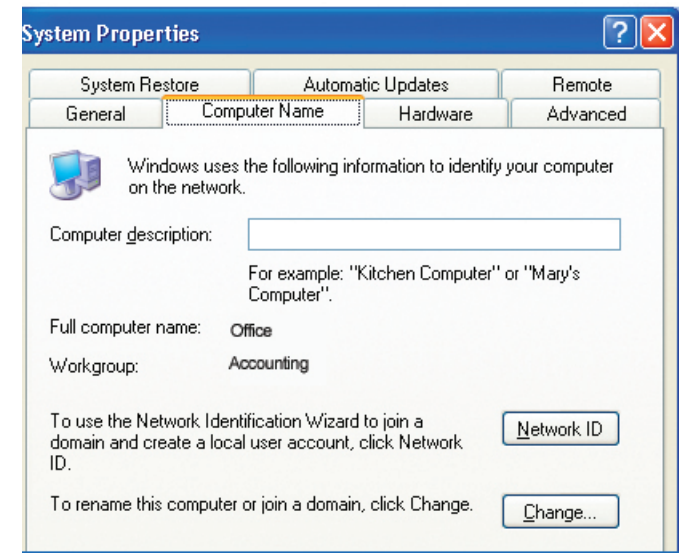 System Properties
System Restore Automatic Updates Remote
General Computer Name Hardware Advanced
Windows uses the following information to identify your computer
on the network.
Computer description:
For example: "Kitchen Computer" or "Mary's
Computer".
Full computer name: Office
Workgroup: Accounting
To use the Network Identification Wizard to join a
domain and create a local user account, click Network
ID.
Network ID
To rename this computer or join a domain, click Change.
Change...